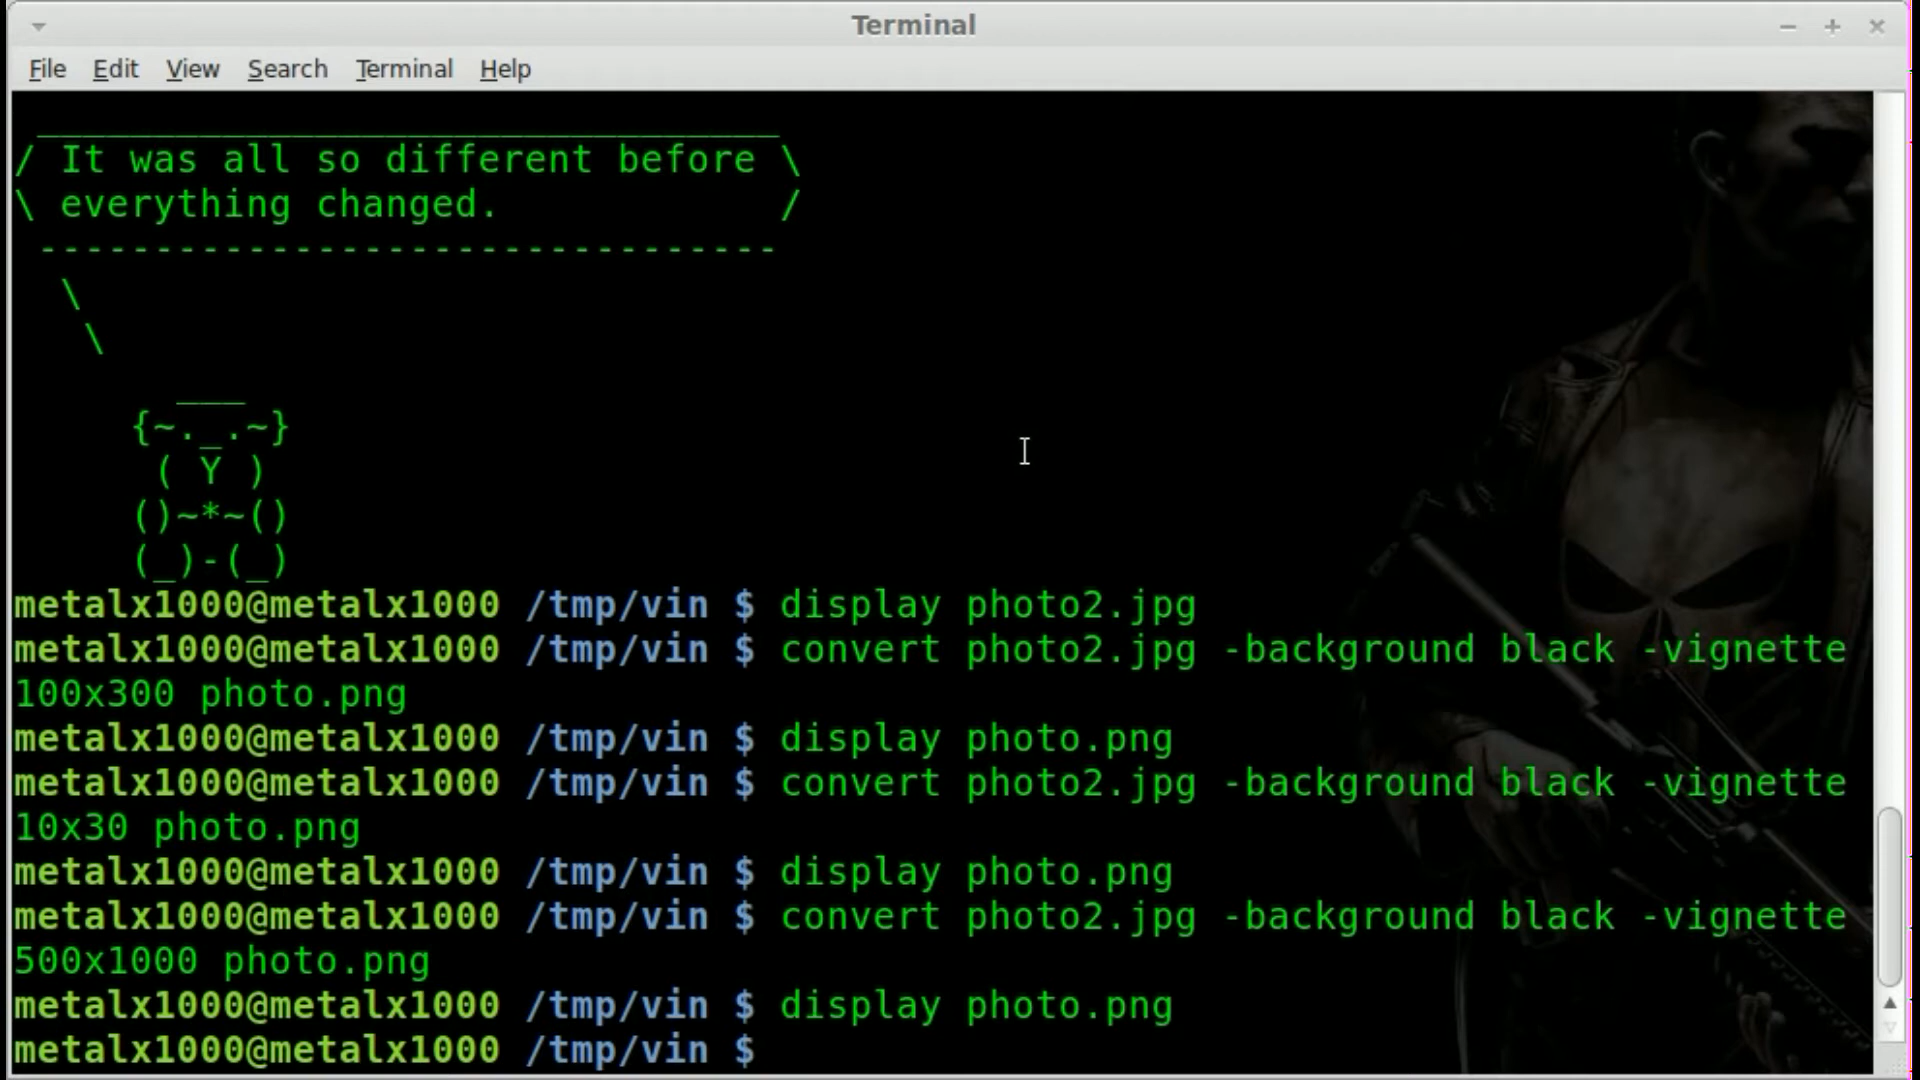 Terminal
File Edit View Search Terminal Help
 ________________________________
/ It was all so different before \
\ everything changed.            /
 --------------------------------
  \
   \
       ___
     {~._.~}
      ( Y )
     ()~*~()
     (_)-(_)
metalx1000@metalx1000 /tmp/vin $ display photo2.jpg
metalx1000@metalx1000 /tmp/vin $ convert photo2.jpg -background black -vignette
100x300 photo.png
metalx1000@metalx1000 /tmp/vin $ display photo.png
metalx1000@metalx1000 /tmp/vin $ convert photo2.jpg -background black -vignette
10x30 photo.png
metalx1000@metalx1000 /tmp/vin $ display photo.png
metalx1000@metalx1000 /tmp/vin $ convert photo2.jpg -background black -vignette
500x1000 photo.png
metalx1000@metalx1000 /tmp/vin $ display photo.png
metalx1000@metalx1000 /tmp/vin $